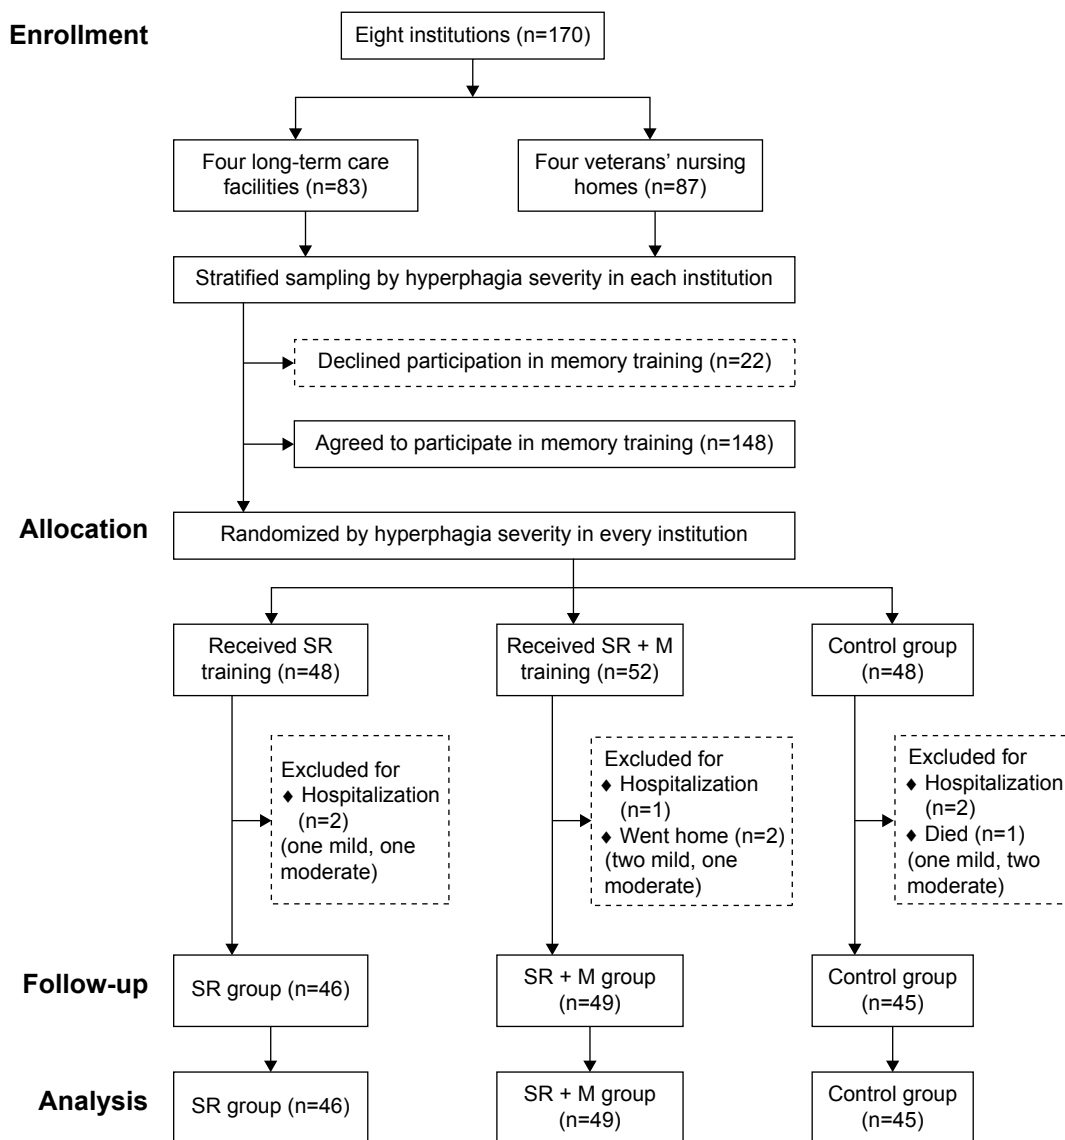 Enrollment
Eight institutions (n=170)
Four long-term care
facilities (n=83)
Four veterans’ nursing
homes (n=87)
Stratified sampling by hyperphagia severity in each institution
Declined participation in memory training (n=22)
Agreed to participate in memory training (n=148)
Allocation
Randomized by hyperphagia severity in every institution
Received SR
training (n=48)
Received SR + M
training (n=52)
Control group
(n=48)
Excluded for
♦ Hospitalization
(n=2)
(one mild, one
moderate)
Excluded for
♦ Hospitalization
(n=1)
♦ Went home (n=2)
(two mild, one
moderate)
Excluded for
♦ Hospitalization
(n=2)
♦ Died (n=1)
(one mild, two
moderate)
Follow-up
SR group (n=46)
SR + M group
(n=49)
Control group
(n=45)
Analysis
SR group (n=46)
SR + M group
(n=49)
Control group
(n=45)